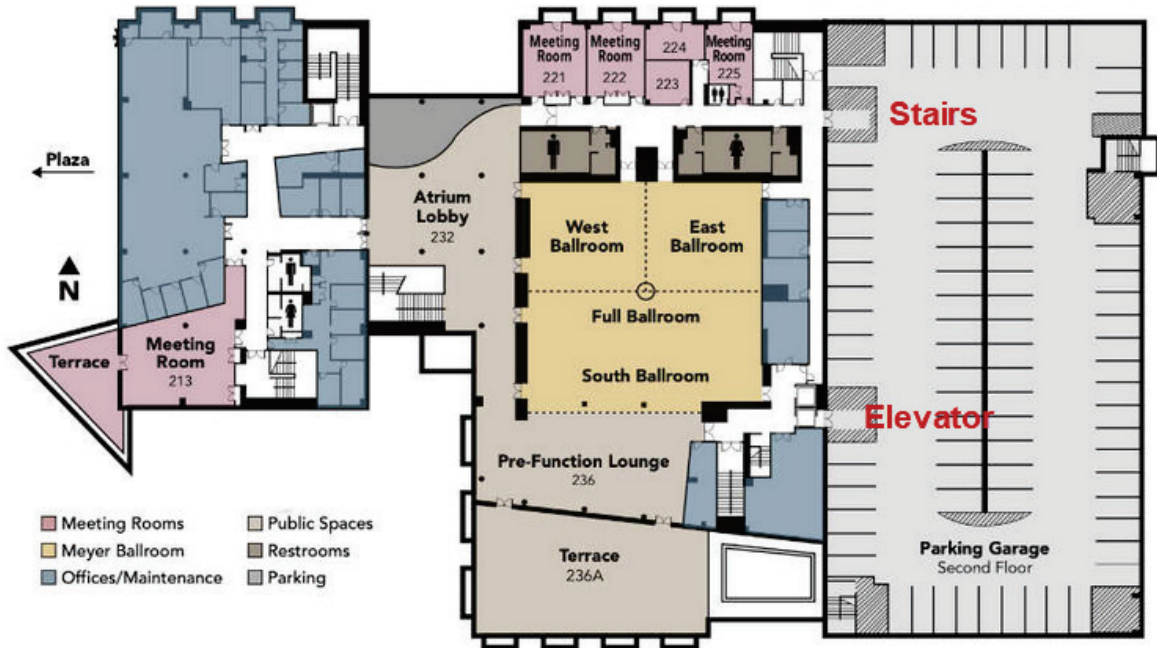 Meeting
Room
221
Meeting
Room
222
224
223
Meeting
Room
225
Stairs
Plaza
N
Atrium
Lobby
232
West
Ballroom
East
Ballroom
Full Ballroom
South Ballroom
Terrace
Meeting
Room
213
Elevator
Pre-Function Lounge
236
Terrace
236A
Parking Garage
Second Floor
Meeting Rooms
Meyer Ballroom
Offices/Maintenance
Public Spaces
Restrooms
Parking